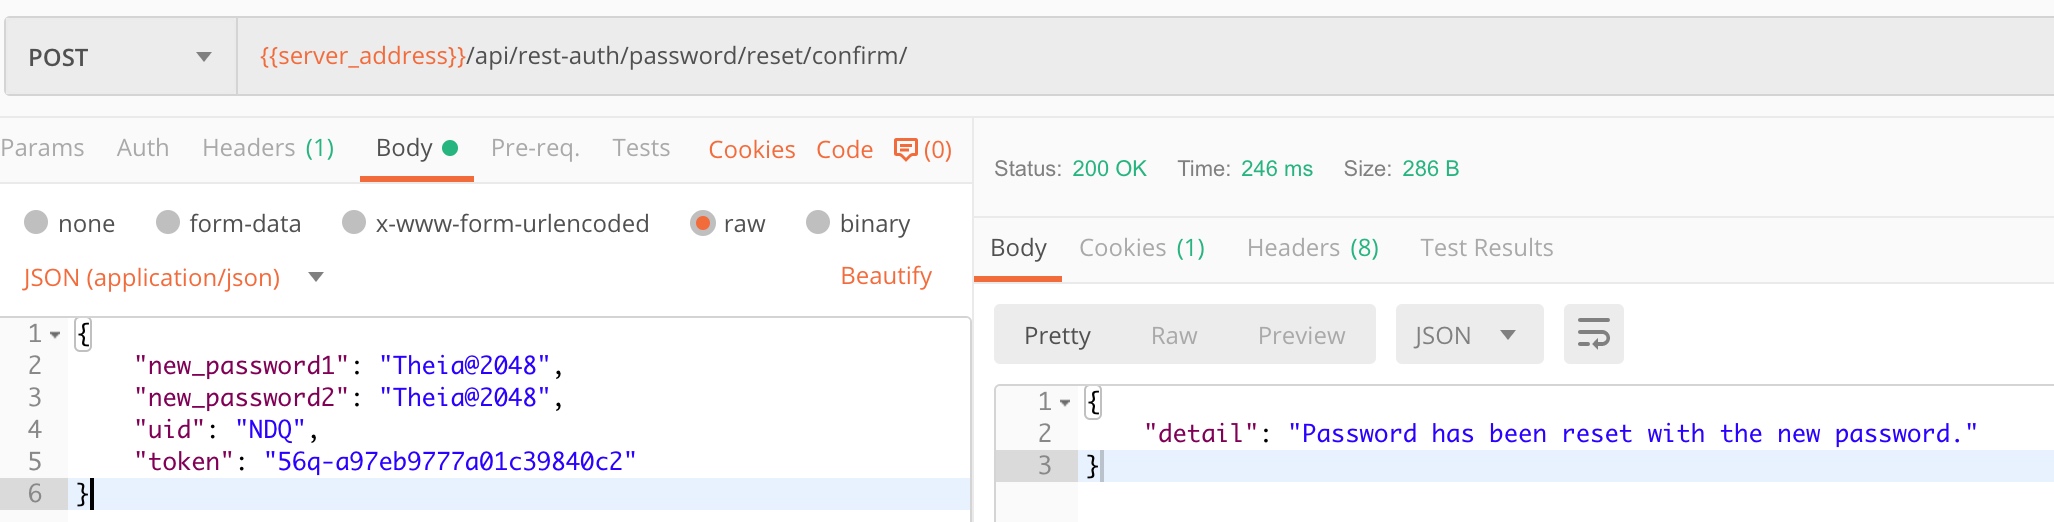 POST {{server_address}}/api/rest-auth/password/reset/confirm/
Params Auth Headers (1) Body Pre-req. Tests Cookies Code (0)
none form-data x-www-form-urlencoded raw binary
JSON (application/json) Beautify
1 {
2 "new_password1": "Theia@2048",
3 "new_password2": "Theia@2048",
4 "uid": "NDQ",
5 "token": "56q-a97eb9777a01c39840c2"
6 }
Status: 200 OK Time: 246 ms Size: 286 B
Body Cookies (1) Headers (8) Test Results
Pretty Raw Preview JSON
1 {
2 "detail": "Password has been reset with the new password."
3 }